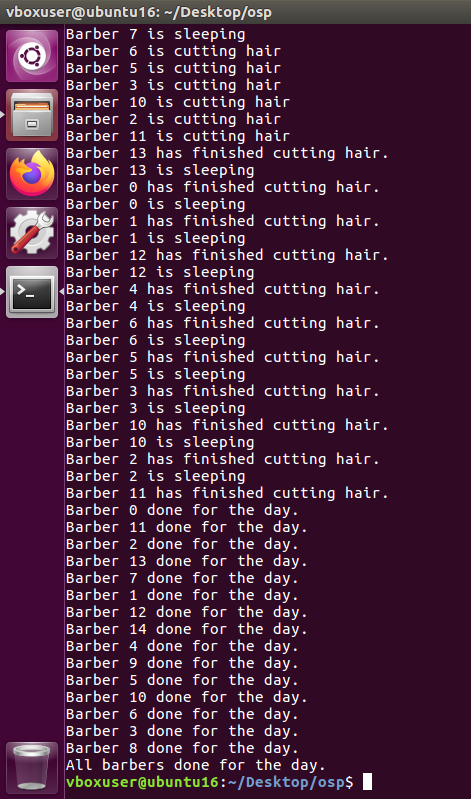 vboxuser@ubuntu16: ~/Desktop/osp
Barber 7 is sleeping
Barber 6 is cutting hair
Barber 5 is cutting hair
Barber 3 is cutting hair
Barber 10 is cutting hair
Barber 2 is cutting hair
Barber 11 is cutting hair
Barber 13 has finished cutting hair.
Barber 13 is sleeping
Barber 0 has finished cutting hair.
Barber 0 is sleeping
Barber 1 has finished cutting hair.
Barber 1 is sleeping
Barber 12 has finished cutting hair.
Barber 12 is sleeping
Barber 4 has finished cutting hair.
Barber 4 is sleeping
Barber 6 has finished cutting hair.
Barber 6 is sleeping
Barber 5 has finished cutting hair.
Barber 5 is sleeping
Barber 3 has finished cutting hair.
Barber 3 is sleeping
Barber 10 has finished cutting hair.
Barber 10 is sleeping
Barber 2 has finished cutting hair.
Barber 2 is sleeping
Barber 11 has finished cutting hair.
Barber 0 done for the day.
Barber 11 done for the day.
Barber 2 done for the day.
Barber 13 done for the day.
Barber 7 done for the day.
Barber 1 done for the day.
Barber 12 done for the day.
Barber 14 done for the day.
Barber 4 done for the day.
Barber 9 done for the day.
Barber 5 done for the day.
Barber 10 done for the day.
Barber 6 done for the day.
Barber 3 done for the day.
Barber 8 done for the day.
All barbers done for the day.
vboxuser@ubuntu16:~/Desktop/osp$